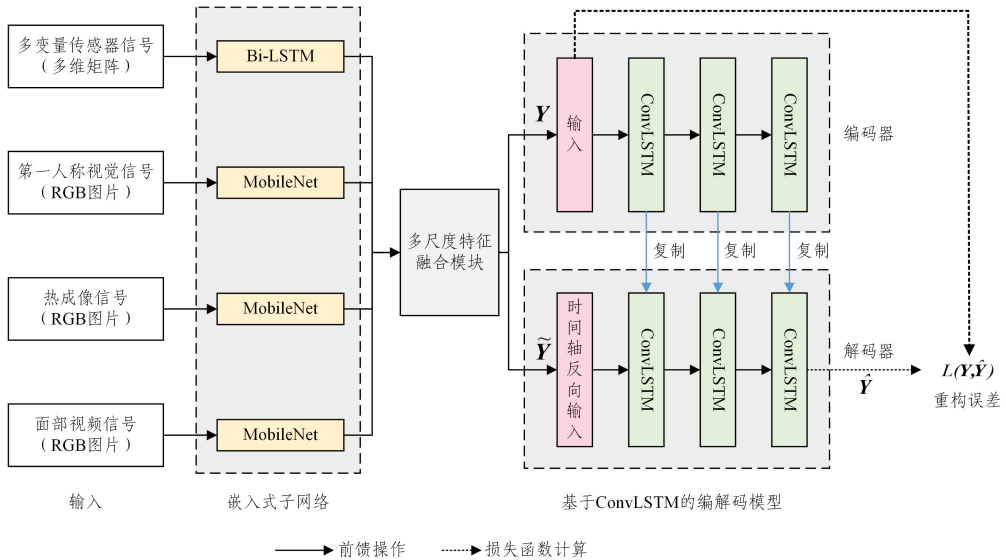 多变量传感器信号
（多维矩阵）
Bi-LSTM
第一人称视觉信号
（RGB图片）
MobileNet
热成像信号
（RGB图片）
MobileNet
面部视频信号
（RGB图片）
MobileNet
输入
嵌入式子网络
多尺度特征
融合模块
Y
输入
ConvLSTM
ConvLSTM
ConvLSTM
编码器
复制
复制
复制
Ỹ
时间轴反向输入
ConvLSTM
ConvLSTM
ConvLSTM
解码器
Ŷ
L(Y,Ŷ)
重构误差
基于ConvLSTM的编解码模型
前馈操作
损失函数计算